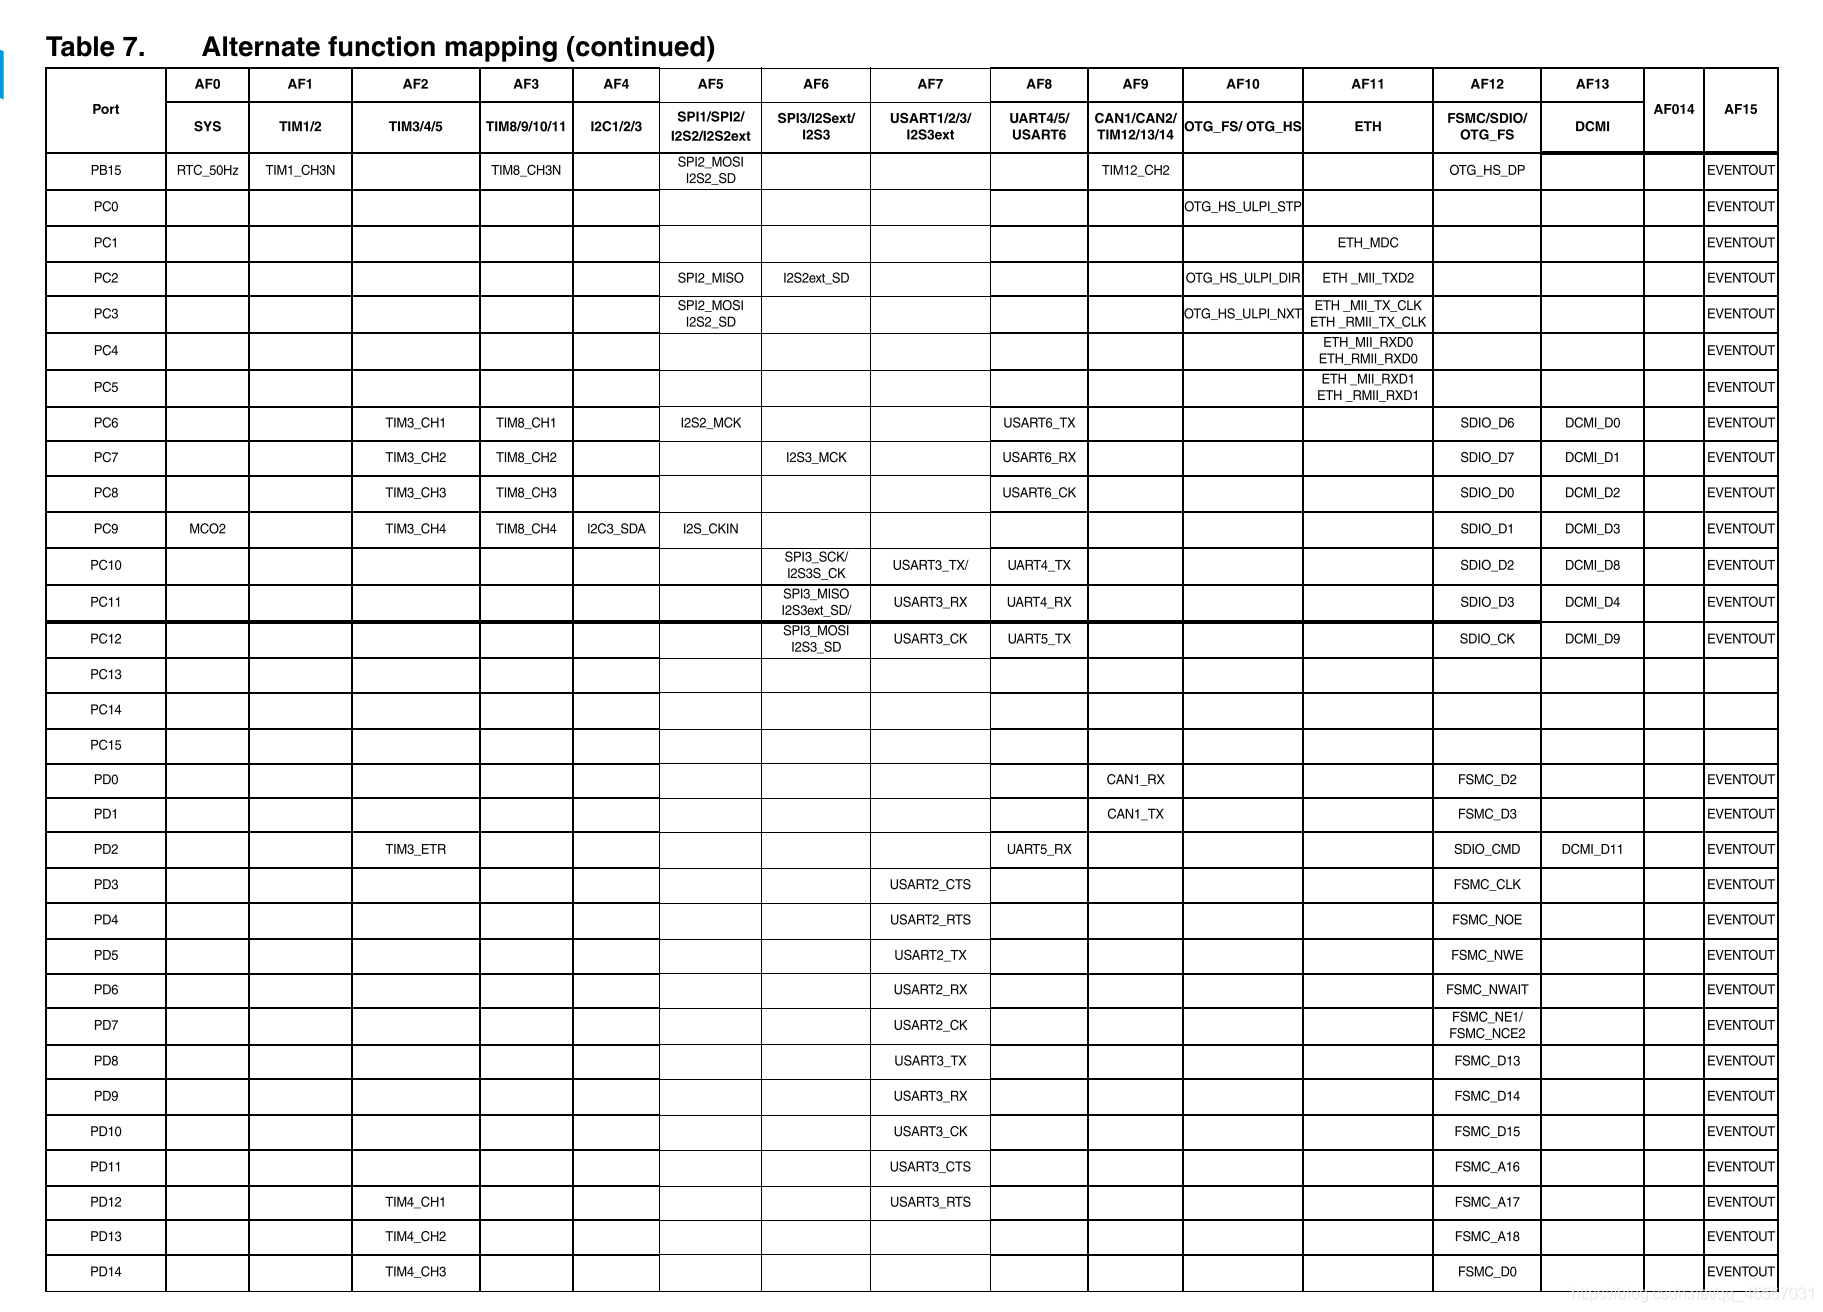 Table 7. Alternate function mapping (continued)
Port AF0 AF1 AF2 AF3 AF4 AF5 AF6 AF7 AF8 AF9 AF10 AF11 AF12 AF13 AF014 AF15
SYS TIM1/2 TIM3/4/5 TIM8/9/10/11 I2C1/2/3 SPI1/SPI2/ I2S2/I2S2ext SPI3/I2Sext/ I2S3 USART1/2/3/ I2S3ext UART4/5/ USART6 CAN1/CAN2/ TIM12/13/14 OTG_FS/ OTG_HS ETH FSMC/SDIO/ OTG_FS DCMI
PB15 RTC_50Hz TIM1_CH3N TIM8_CH3N SPI2_MOSI I2S2_SD TIM12_CH2 OTG_HS_DP EVENTOUT
PC0 OTG_HS_ULPI_STP EVENTOUT
PC1 ETH_MDC EVENTOUT
PC2 SPI2_MISO I2S2ext_SD OTG_HS_ULPI_DIR ETH _MII_TXD2 EVENTOUT
PC3 SPI2_MOSI I2S2_SD OTG_HS_ULPI_NXT ETH _MII_TX_CLK ETH _RMII_TX_CLK EVENTOUT
PC4 ETH_MII_RXD0 ETH_RMII_RXD0 EVENTOUT
PC5 ETH _MII_RXD1 ETH _RMII_RXD1 EVENTOUT
PC6 TIM3_CH1 TIM8_CH1 I2S2_MCK USART6_TX SDIO_D6 DCMI_D0 EVENTOUT
PC7 TIM3_CH2 TIM8_CH2 I2S3_MCK USART6_RX SDIO_D7 DCMI_D1 EVENTOUT
PC8 TIM3_CH3 TIM8_CH3 USART6_CK SDIO_D0 DCMI_D2 EVENTOUT
PC9 MCO2 TIM3_CH4 TIM8_CH4 I2C3_SDA I2S_CKIN SDIO_D1 DCMI_D3 EVENTOUT
PC10 SPI3_SCK/ I2S3S_CK USART3_TX/ UART4_TX SDIO_D2 DCMI_D8 EVENTOUT
PC11 SPI3_MISO I2S3ext_SD/ USART3_RX UART4_RX SDIO_D3 DCMI_D4 EVENTOUT
PC12 SPI3_MOSI I2S3_SD USART3_CK UART5_TX SDIO_CK DCMI_D9 EVENTOUT
PC13
PC14
PC15
PD0 CAN1_RX FSMC_D2 EVENTOUT
PD1 CAN1_TX FSMC_D3 EVENTOUT
PD2 TIM3_ETR UART5_RX SDIO_CMD DCMI_D11 EVENTOUT
PD3 USART2_CTS FSMC_CLK EVENTOUT
PD4 USART2_RTS FSMC_NOE EVENTOUT
PD5 USART2_TX FSMC_NWE EVENTOUT
PD6 USART2_RX FSMC_NWAIT EVENTOUT
PD7 USART2_CK FSMC_NE1/ FSMC_NCE2 EVENTOUT
PD8 USART3_TX FSMC_D13 EVENTOUT
PD9 USART3_RX FSMC_D14 EVENTOUT
PD10 USART3_CK FSMC_D15 EVENTOUT
PD11 USART3_CTS FSMC_A16 EVENTOUT
PD12 TIM4_CH1 USART3_RTS FSMC_A17 EVENTOUT
PD13 TIM4_CH2 FSMC_A18 EVENTOUT
PD14 TIM4_CH3 FSMC_D0 EVENTOUT